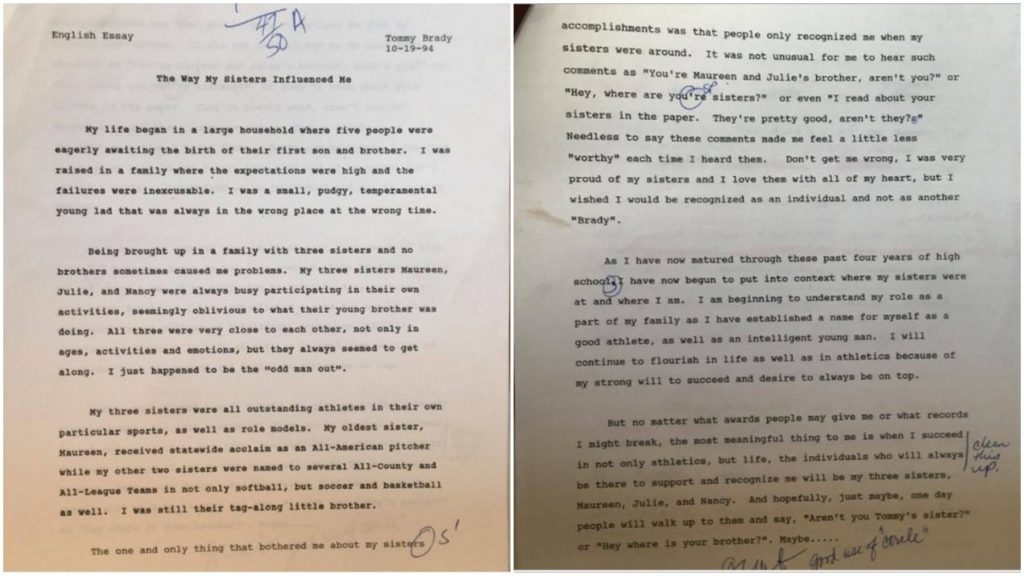 47 A
50
English Essay
Tommy Brady
10-19-94
The Way My Sisters Influenced Me
My life began in a large household where five people were
eagerly awaiting the birth of their first son and brother. I was
raised in a family where the expectations were high and the
failures were inexcusable. I was a small, pudgy, temperamental
young lad that was always in the wrong place at the wrong time.
Being brought up in a family with three sisters and no
brothers sometimes caused me problems. My three sisters Maureen,
Julie, and Nancy were always busy participating in their own
activities, seemingly oblivious to what their young brother was
doing. All three were very close to each other, not only in
ages, activities and emotions, but they always seemed to get
along. I just happened to be the "odd man out".
My three sisters were all outstanding athletes in their own
particular sports, as well as role models. My oldest sister,
Maureen, received statewide acclaim as an All-American pitcher
while my other two sisters were named to several All-County and
All-League Teams in not only softball, but soccer and basketball
as well. I was still their tag-along little brother.
The one and only thing that bothered me about my sisters s'
accomplishments was that people only recognized me when my
sisters were around. It was not unusual for me to hear such
comments as "You're Maureen and Julie's brother, aren't you?" or
"Hey, where are you're sisters?" or even "I read about your
sisters in the paper. They're pretty good, aren't they?"
Needless to say these comments made me feel a little less
"worthy" each time I heard them. Don't get me wrong, I was very
proud of my sisters and I love them with all of my heart, but I
wished I would be recognized as an individual and not as another
"Brady".
As I have now matured through these past four years of high
school, I have now begun to put into context where my sisters were
at and where I am. I am beginning to understand my role as a
part of my family as I have established a name for myself as a
good athlete, as well as an intelligent young man. I will
continue to flourish in life as well as in athletics because of
my strong will to succeed and desire to always be on top.
But no matter what awards people may give me or what records
I might break, the most meaningful thing to me is when I succeed
in not only athletics, but life, the individuals who will always
be there to support and recognize me will be my three sisters,
Maureen, Julie, and Nancy. And hopefully, just maybe, one day
people will walk up to them and say, "Aren't you Tommy's sister?"
or "Hey where is your brother?". Maybe.....
clean
this
up.
good use of "circle"